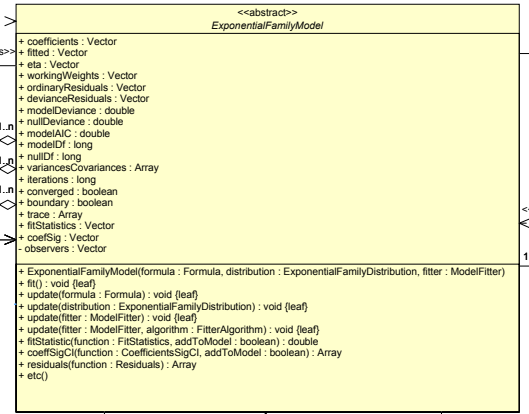 <<abstract>>
ExponentialFamilyModel
+ coefficients : Vector
s>>
+ fitted : Vector
+ eta : Vector
+ workingWeights : Vector
+ ordinaryResiduals : Vector
+ devianceResiduals : Vector
+ modelDeviance : double
+ nullDeviance : double
+ modelAIC : double
+ modelDf : long
+ nullDf : long
+ variancesCovariances : Array
+ iterations : long
+ converged : boolean
+ boundary : boolean
+ trace : Array
+ fitStatistics : Vector
+ coefSig : Vector
- observers : Vector
1..n
1..n
1..n
<<
1
+ ExponentialFamilyModel(formula : Formula, distribution : ExponentialFamilyDistribution, fitter : ModelFitter)
+ fit() : void {leaf}
+ update(formula : Formula) : void {leaf}
+ update(distribution : ExponentialFamilyDistribution) : void {leaf}
+ update(fitter : ModelFitter) : void {leaf}
+ update(fitter : ModelFitter, algorithm : FitterAlgorithm) : void {leaf}
+ fitStatistic(function : FitStatistics, addToModel : boolean) : double
+ coeffSigCI(function : CoefficientsSigCI, addToModel : boolean) : Array
+ residuals(function : Residuals) : Array
+ etc()